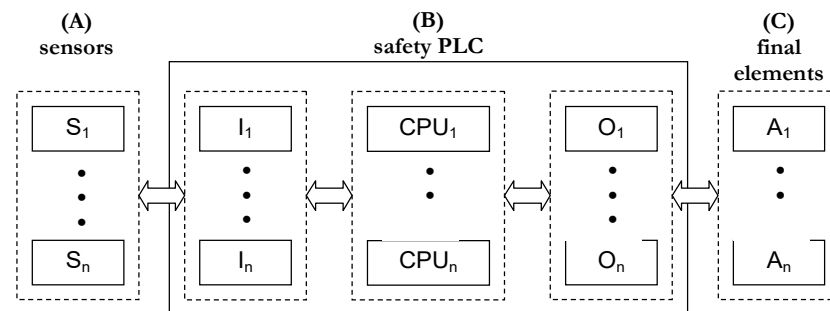 (A)
sensors
(B)
safety PLC
(C)
final
elements
S₁ I₁ CPU₁ O₁ A₁
Sₙ Iₙ CPUₙ Oₙ Aₙ